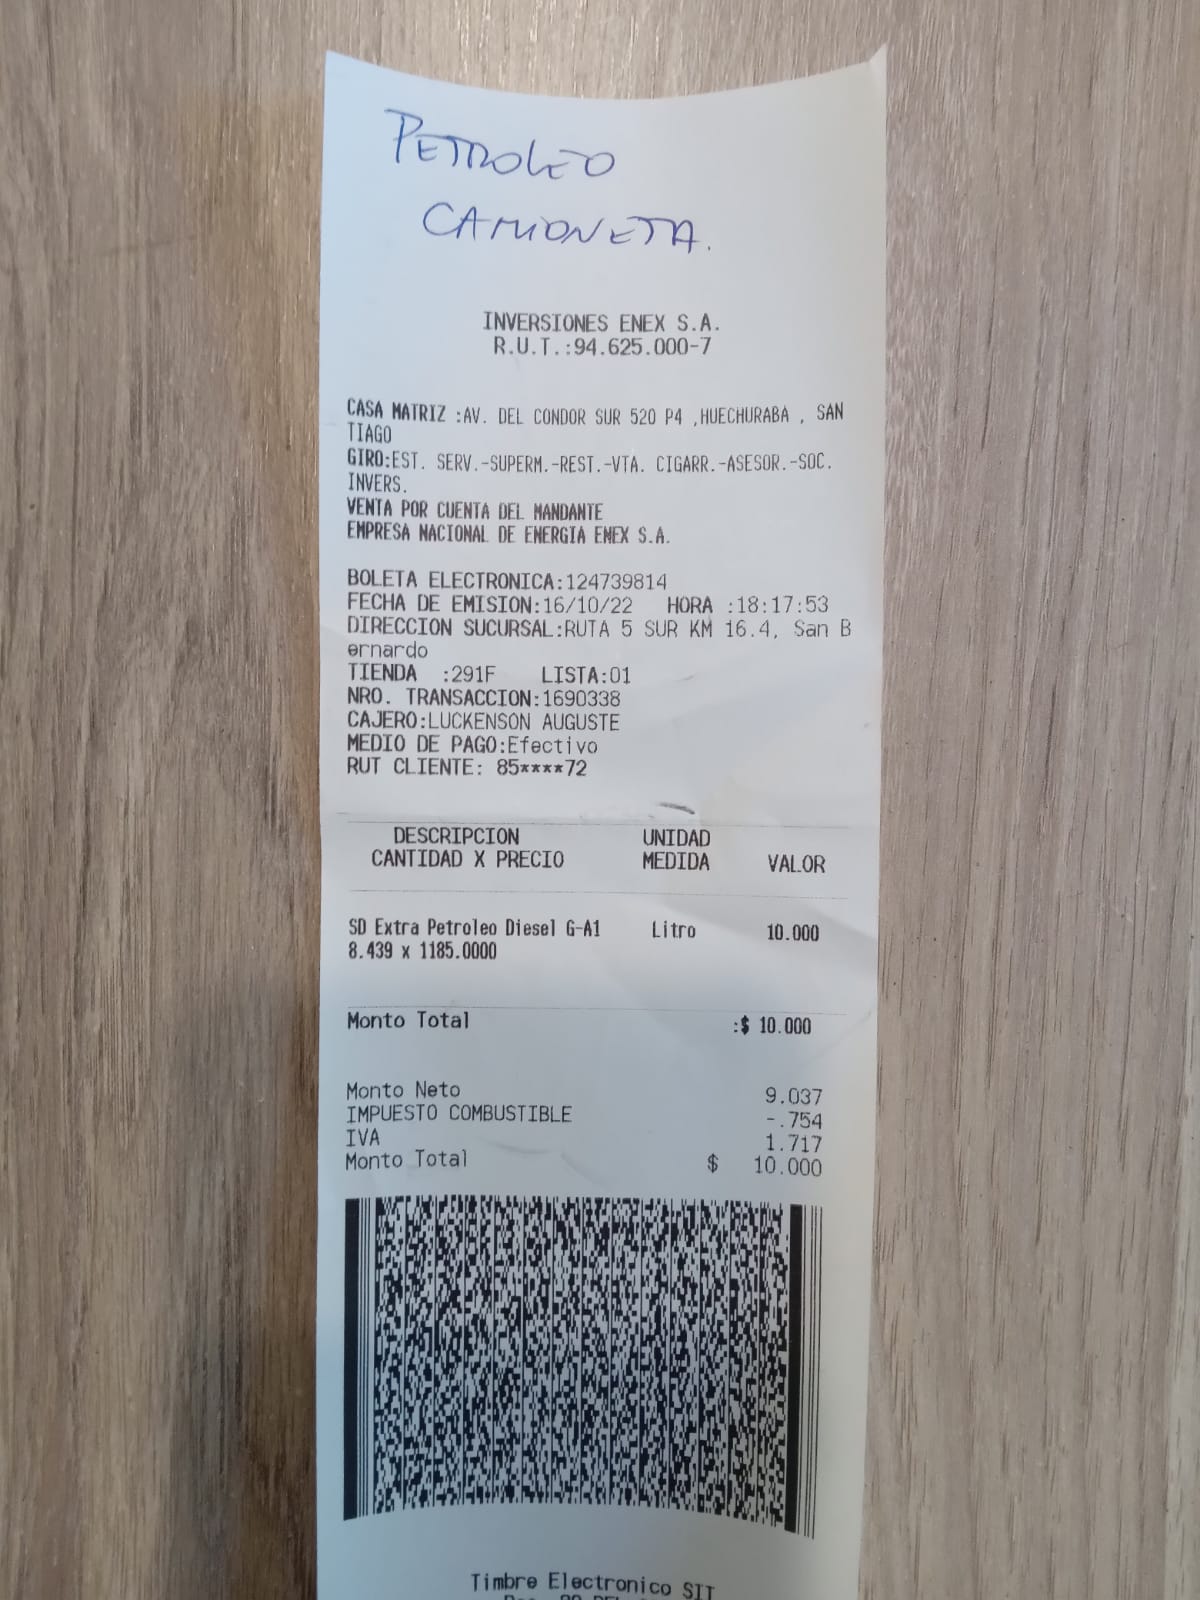 PETROLEO
CAMIONETA.
INVERSIONES ENEX S.A.
R.U.T.:94.625.000-7
CASA MATRIZ :AV. DEL CONDOR SUR 520 P4 ,HUECHURABA , SAN
TIAGO
GIRO:EST. SERV.-SUPERM.-REST.-VTA. CIGARR.-ASESOR.-SOC.
INVERS.
VENTA POR CUENTA DEL MANDANTE
EMPRESA NACIONAL DE ENERGIA ENEX S.A.
BOLETA ELECTRONICA:124739814
FECHA DE EMISION:16/10/22 HORA :18:17:53
DIRECCION SUCURSAL:RUTA 5 SUR KM 16.4, San B
ernardo
TIENDA :291F LISTA:01
NRO. TRANSACCION:1690338
CAJERO:LUCKENSON AUGUSTE
MEDIO DE PAGO:Efectivo
RUT CLIENTE: 85****72
DESCRIPCION UNIDAD
CANTIDAD X PRECIO MEDIDA VALOR
SD Extra Petroleo Diesel G-A1 Litro 10.000
8.439 x 1185.0000
Monto Total :$ 10.000
Monto Neto 9.037
IMPUESTO COMBUSTIBLE -.754
IVA 1.717
Monto Total $ 10.000
Timbre Electronico SII